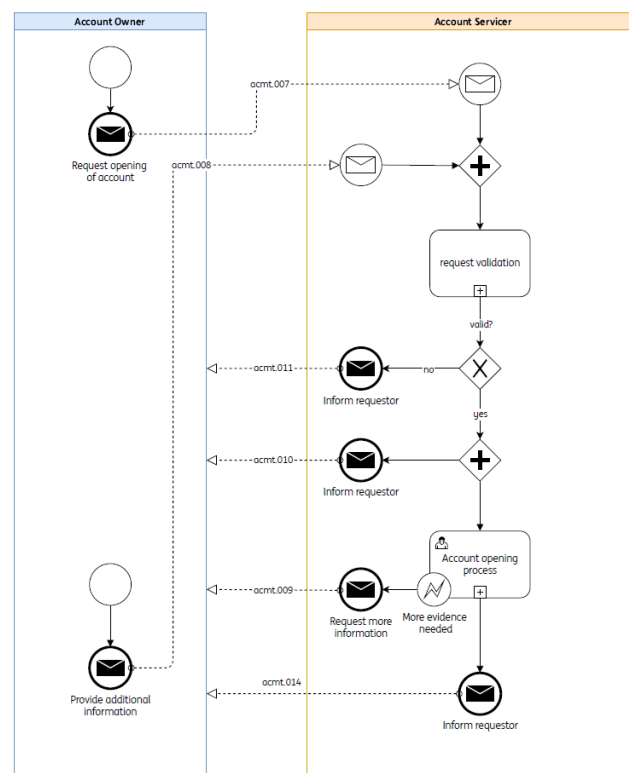 Account Owner
Account Servicer
acmt.007
Request opening
of account
acmt.008
request validation
valid?
acmt.011
no
Inform requestor
yes
acmt.010
Inform requestor
Account opening
process
acmt.009
Request more
information
More evidence
needed
acmt.014
Provide additional
information
Inform requestor